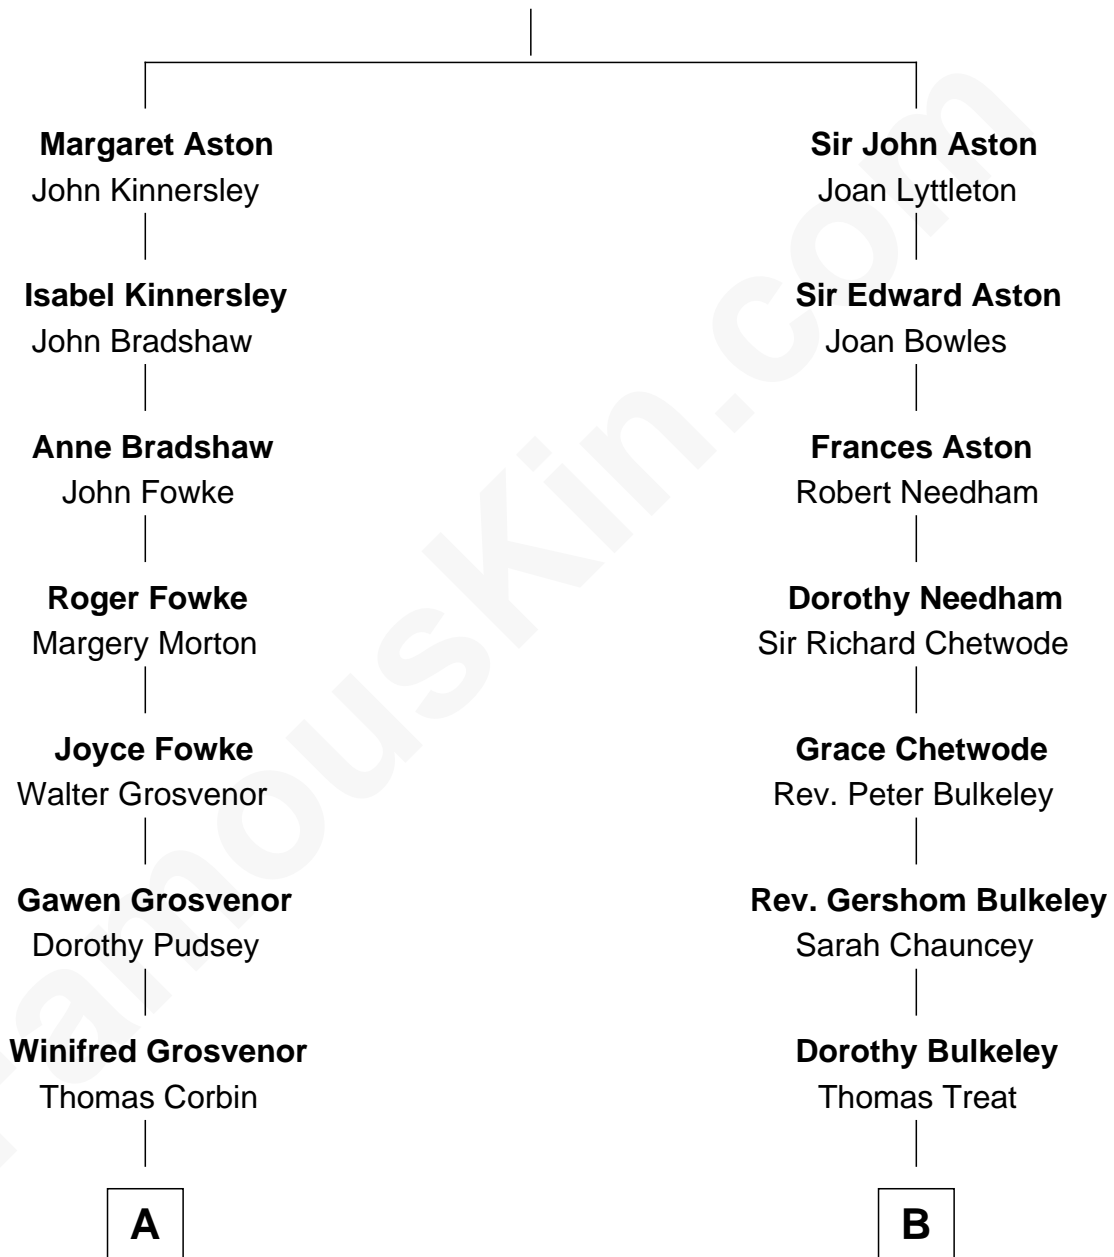 Margaret Aston
John Kinnersley
Isabel Kinnersley
John Bradshaw
Anne Bradshaw
John Fowke
Roger Fowke
Margery Morton
Joyce Fowke
Walter Grosvenor
Gawen Grosvenor
Dorothy Pudsey
Winifred Grosvenor
Thomas Corbin
A
Sir John Aston
Joan Lyttleton
Sir Edward Aston
Joan Bowles
Frances Aston
Robert Needham
Dorothy Needham
Sir Richard Chetwode
Grace Chetwode
Rev. Peter Bulkeley
Rev. Gershom Bulkeley
Sarah Chauncey
Dorothy Bulkeley
Thomas Treat
B
FamousKin.com